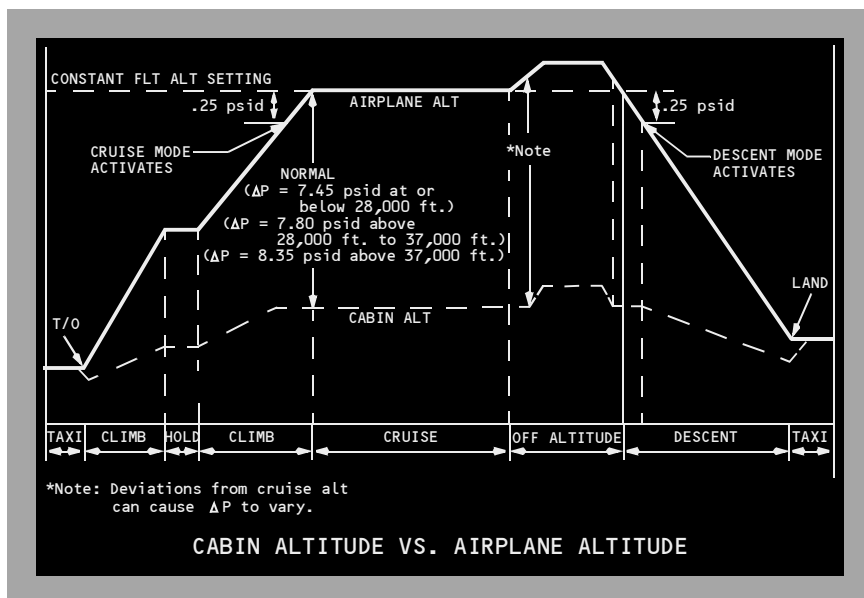 CONSTANT FLT ALT SETTING
.25 psid
AIRPLANE ALT
.25 psid
CRUISE MODE
ACTIVATES
*Note
DESCENT MODE
ACTIVATES
NORMAL
(ΔP = 7.45 psid at or
below 28,000 ft.)
(ΔP = 7.80 psid above
28,000 ft. to 37,000 ft.)
(ΔP = 8.35 psid above 37,000 ft.)
LAND
T/O
CABIN ALT
TAXI CLIMB HOLD CLIMB CRUISE OFF ALTITUDE DESCENT TAXI
*Note: Deviations from cruise alt
can cause ΔP to vary.
CABIN ALTITUDE VS. AIRPLANE ALTITUDE